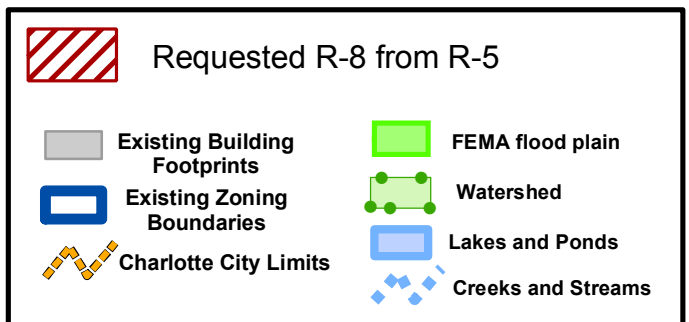 Requested R-8 from R-5
Existing Building
Footprints
Existing Zoning
Boundaries
Charlotte City Limits
FEMA flood plain
Watershed
Lakes and Ponds
Creeks and Streams